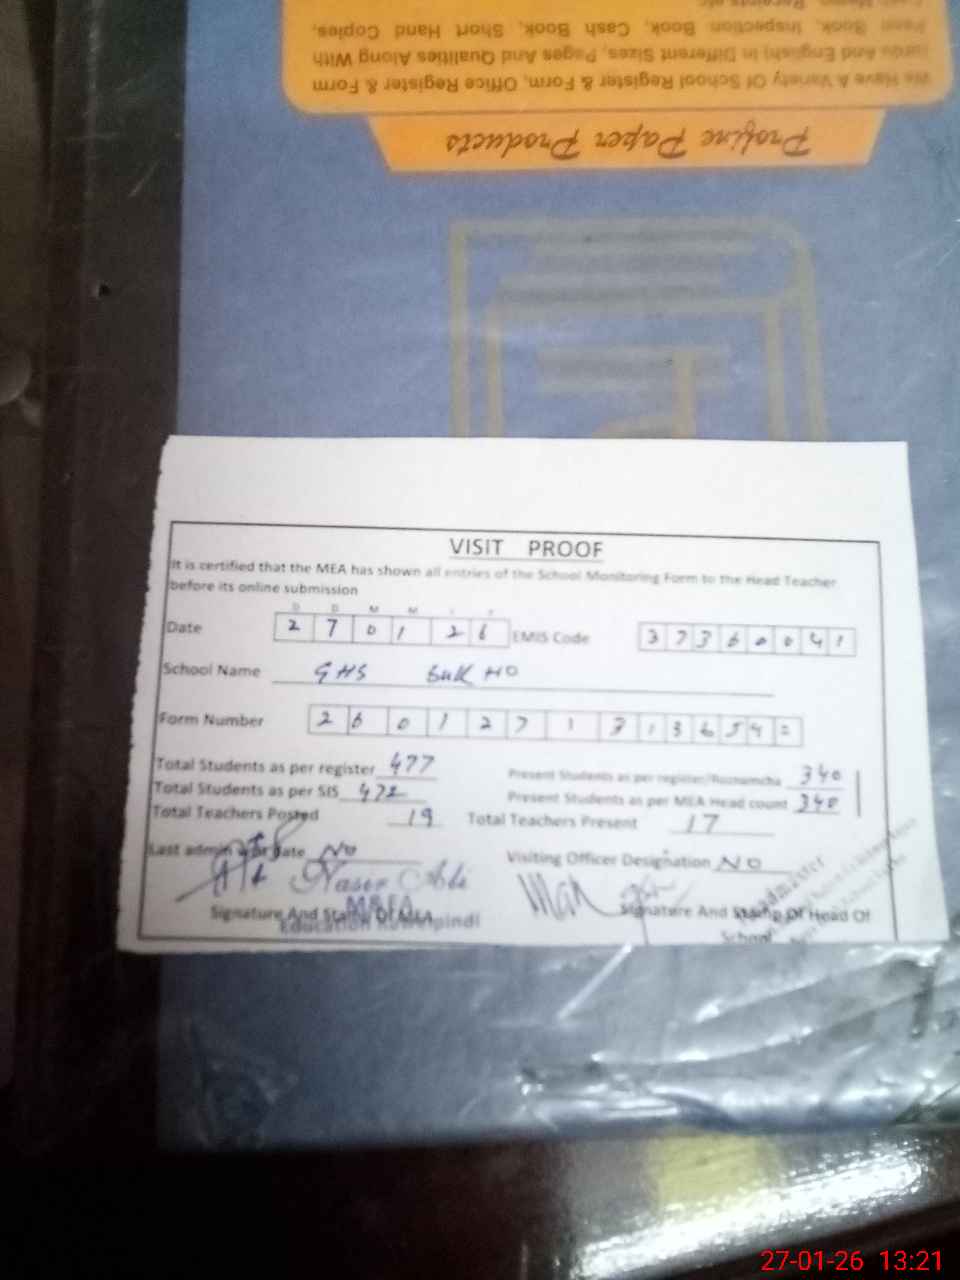 Cash Memo, Receipts etc
Pass Book, Inspection Book, Cash Book, Short Hand Copies,
(Urdu And English) in Different Sizes, Pages And Qualities Along With
We Have A Variety Of School Register & Form, Office Register & Form
Profine Paper Products
VISIT PROOF
It is certified that the MEA has shown all entries of the School Monitoring Form to the Head Teacher
before its online submission
D D M M Y Y
Date 2 7 0 1 2 6 EMIS Code 3 7 3 6 0 0 4 1
School Name GHS
Form Number 2 6 0 1 2 7 1 3 1 3 6 5 4 2
Total Students as per register 477 Present Students as per register/Roznamcha 340
Total Students as per SIS 472 Present Students as per MEA Head count 340
Total Teachers Posted 19 Total Teachers Present 17
Last admin visit date No Visiting Officer Designation NO
Signature And Stamp Of MEA Signature And Stamp Of Head Of
School
Headmaster
M&EA
Education Rawalpindi
27-01-26 13:21